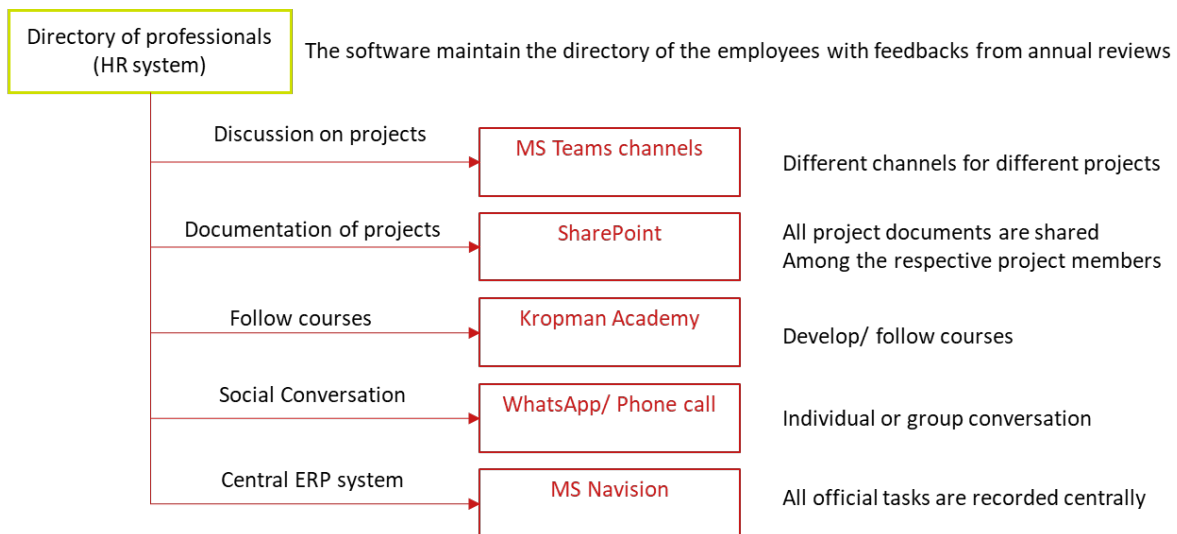 Directory of professionals
(HR system)
The software maintain the directory of the employees with feedbacks from annual reviews
Discussion on projects
MS Teams channels
Different channels for different projects
Documentation of projects
SharePoint
All project documents are shared
Among the respective project members
Follow courses
Kropman Academy
Develop/ follow courses
Social Conversation
WhatsApp/ Phone call
Individual or group conversation
Central ERP system
MS Navision
All official tasks are recorded centrally